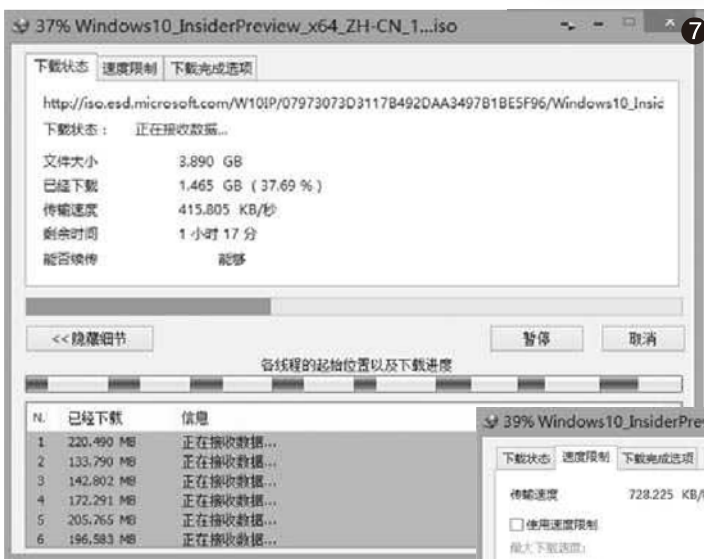 37% Windows10_InsiderPreview_x64_ZH-CN_1...iso
7
下载状态 速度限制 下载完成选项
http://iso.esd.microsoft.com/W10IP/07973073D3117B492DAA3497B1BE5F96/Windows10_Insic
下载状态： 正在接收数据...
文件大小 3.890 GB
已经下载 1.465 GB ( 37.69 % )
传输速度 415.805 KB/秒
剩余时间 1 小时 17 分
能否续传 能够
<<隐藏细节 暂停 取消
各线程的起始位置以及下载进度
N. 已经下载 信息
1 220.490 MB 正在接收数据...
2 133.790 MB 正在接收数据...
3 142.802 MB 正在接收数据...
4 172.291 MB 正在接收数据...
5 205.765 MB 正在接收数据...
6 196.583 MB 正在接收数据...
39% Windows10_InsiderPre
下载状态 速度限制 下载完成选项
传输速度 728.225 KB/
使用速度限制
最大下载速度：